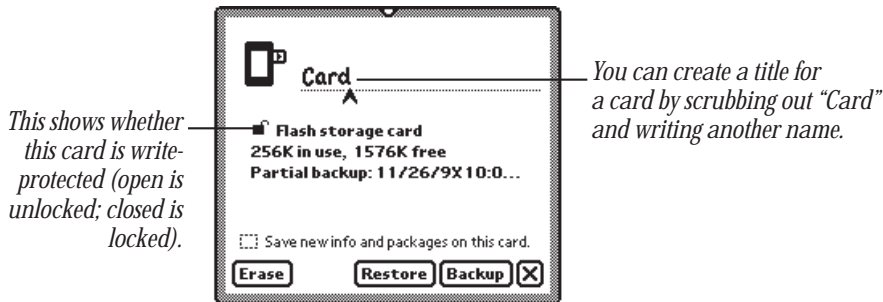 Card
You can create a title for
a card by scrubbing out “Card”
and writing another name.
This shows whether
this card is write-
protected (open is
unlocked; closed is
locked).
Flash storage card
256K in use, 1576K free
Partial backup: 11/26/9X 10:0...
Save new info and packages on this card.
Erase Restore Backup X